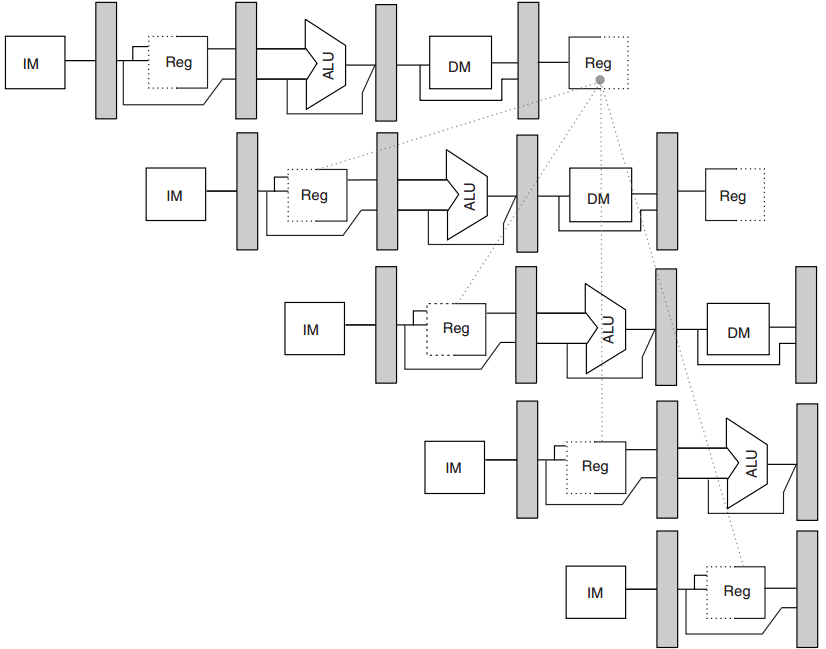 IM Reg ALU DM Reg
IM Reg ALU DM Reg
IM Reg ALU DM
IM Reg ALU
IM Reg